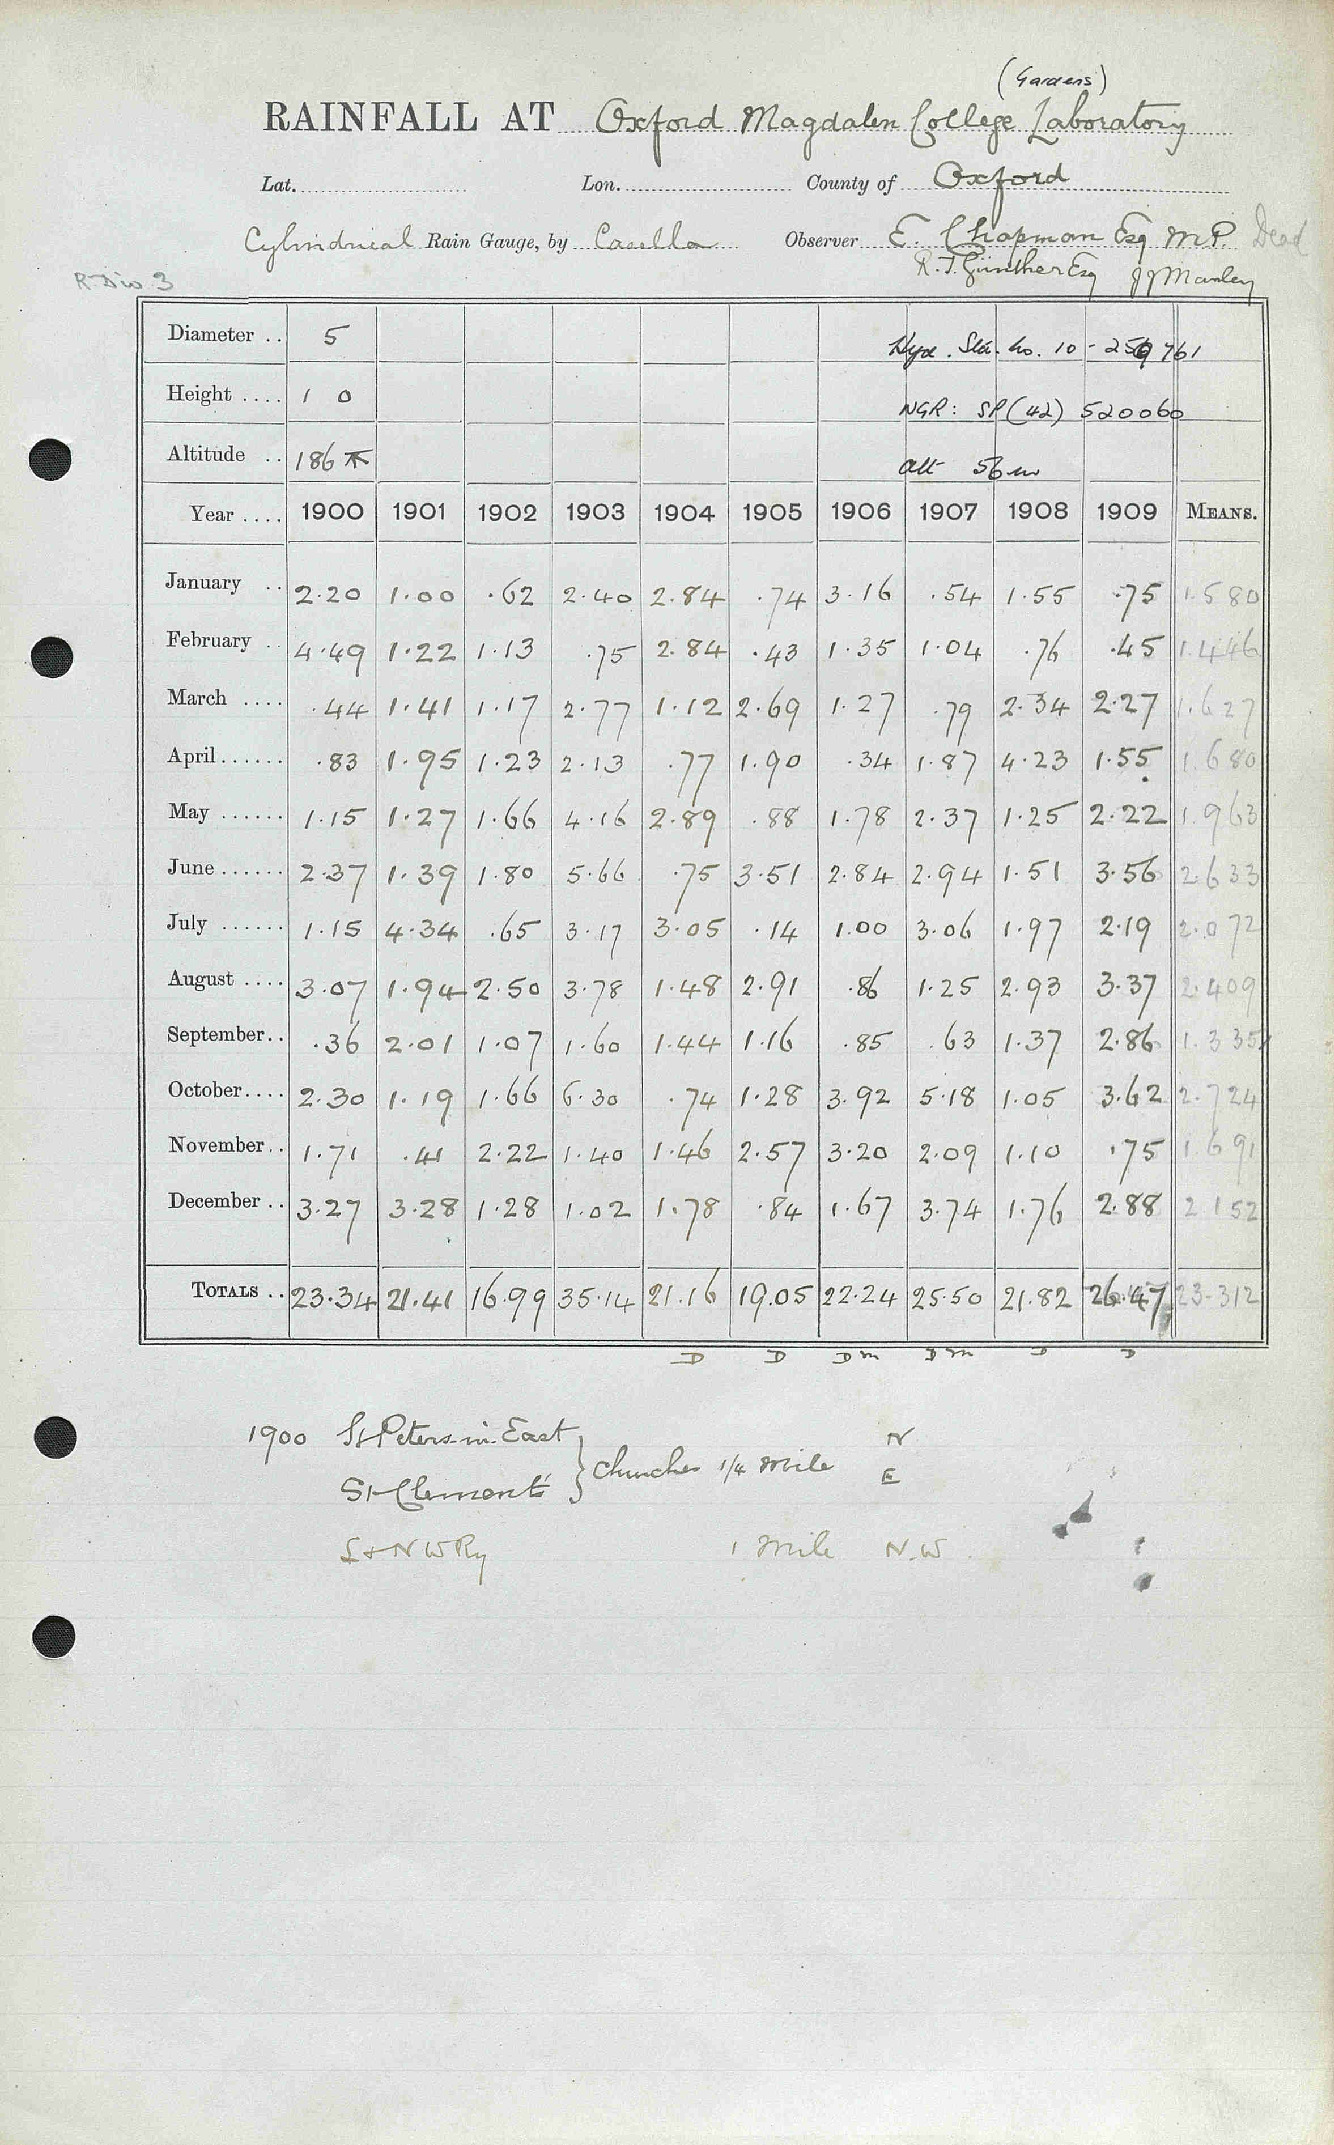 (Gardens)
RAINFALL AT Oxford Magdalen College Laboratory
Lat. Lon. County of Oxford
Cylindrical Rain Gauge, by Casella Observer E. Chapman Esq M.P. Dead
R.T. Günther Esq J J Manley
R Div 3
Diameter .. 5 Hyd. Sta. No. 10-256761
Height .... 1 0 NGR: SP(42) 520060
Altitude .. 186 alt 56 m
Year .... 1900 1901 1902 1903 1904 1905 1906 1907 1908 1909 MEANS.
January .. 2.20 1.00 .62 2.40 2.84 .74 3.16 .54 1.55 .75 1.580
February .. 4.49 1.22 1.13 .75 2.84 .43 1.35 1.04 .76 .45 1.446
March .... .44 1.41 1.17 2.77 1.12 2.69 1.27 .79 2.34 2.27 1.627
April...... .83 1.95 1.23 2.13 .77 1.90 .34 1.87 4.23 1.55 1.680
May ...... 1.15 1.27 1.66 4.16 2.89 .88 1.78 2.37 1.25 2.22 1.963
June...... 2.37 1.39 1.80 5.66 .75 3.51 2.84 2.94 1.51 3.56 2.633
July ...... 1.15 4.34 .65 3.17 3.05 .14 1.00 3.06 1.97 2.19 2.072
August .... 3.07 1.94 2.50 3.78 1.48 2.91 .86 1.25 2.93 3.37 2.409
September.. .36 2.01 1.07 1.60 1.44 1.16 .85 .63 1.37 2.86 1.335
October.... 2.30 1.19 1.66 6.30 .74 1.28 3.92 5.18 1.05 3.62 2.724
November.. 1.71 .41 2.22 1.40 1.46 2.57 3.20 2.09 1.10 .75 1.691
December .. 3.27 3.28 1.28 1.02 1.78 .84 1.67 3.74 1.76 2.88 2.152
TOTALS .. 23.34 21.41 16.99 35.14 21.16 19.05 22.24 25.50 21.82 26.47 23.312
D D Dm Dm D D
1900 St Peters in East N
Churches 1/4 mile
St Clement's E
L & N W Ry 1 Mile N.W